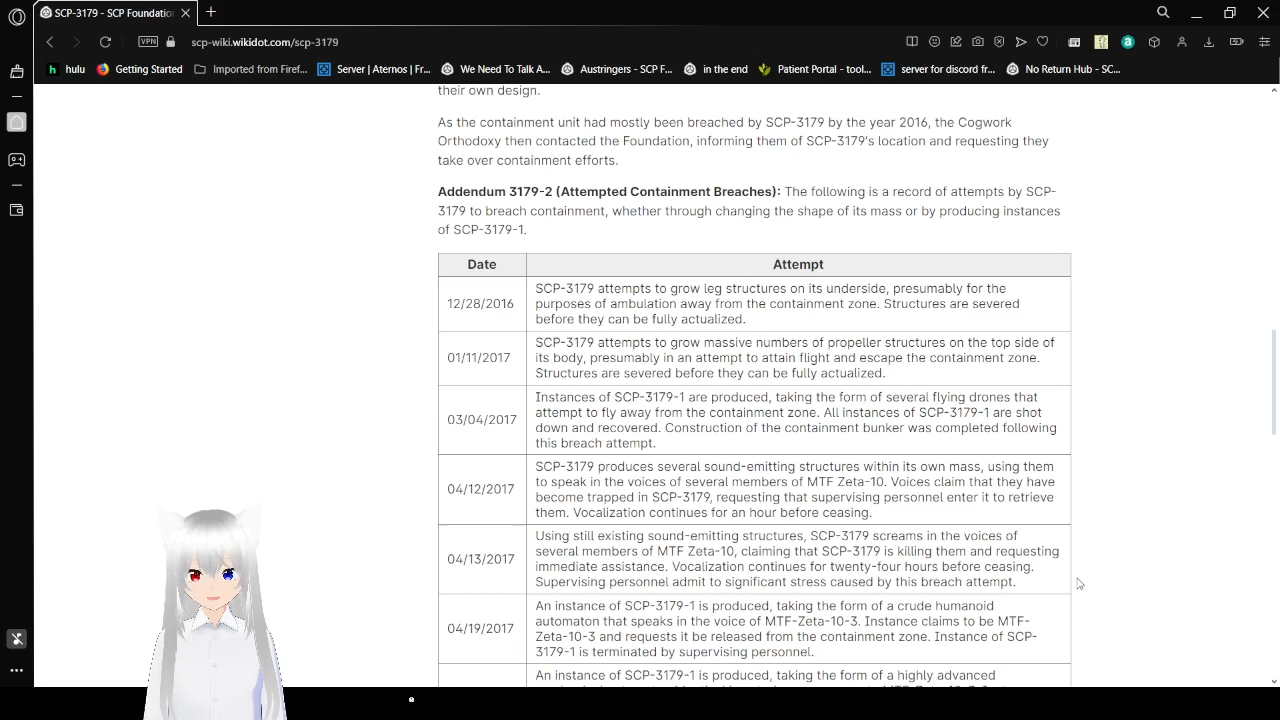 SCP-3179 - SCP Foundatio
scp-wiki.wikidot.com/scp-3179
VPN
hulu
Getting Started
Imported from Firef...
Server | Aternos | Fr...
We Need To Talk A...
Austringers - SCP F...
in the end
Patient Portal - tool...
server for discord fr...
No Return Hub - SC...
their own design.
As the containment unit had mostly been breached by SCP-3179 by the year 2016, the Cogwork
Orthodoxy then contacted the Foundation, informing them of SCP-3179's location and requesting they
take over containment efforts.
Addendum 3179-2 (Attempted Containment Breaches): The following is a record of attempts by SCP-
3179 to breach containment, whether through changing the shape of its mass or by producing instances
of SCP-3179-1.
Date
Attempt
12/28/2016
SCP-3179 attempts to grow leg structures on its underside, presumably for the
purposes of ambulation away from the containment zone. Structures are severed
before they can be fully actualized.
01/11/2017
SCP-3179 attempts to grow massive numbers of propeller structures on the top side of
its body, presumably in an attempt to attain flight and escape the containment zone.
Structures are severed before they can be fully actualized.
03/04/2017
Instances of SCP-3179-1 are produced, taking the form of several flying drones that
attempt to fly away from the containment zone. All instances of SCP-3179-1 are shot
down and recovered. Construction of the containment bunker was completed following
this breach attempt.
04/12/2017
SCP-3179 produces several sound-emitting structures within its own mass, using them
to speak in the voices of several members of MTF Zeta-10. Voices claim that they have
become trapped in SCP-3179, requesting that supervising personnel enter it to retrieve
them. Vocalization continues for an hour before ceasing.
04/13/2017
Using still existing sound-emitting structures, SCP-3179 screams in the voices of
several members of MTF Zeta-10, claiming that SCP-3179 is killing them and requesting
immediate assistance. Vocalization continues for twenty-four hours before ceasing.
Supervising personnel admit to significant stress caused by this breach attempt.
04/19/2017
An instance of SCP-3179-1 is produced, taking the form of a crude humanoid
automaton that speaks in the voice of MTF-Zeta-10-3. Instance claims to be MTF-
Zeta-10-3 and requests it be released from the containment zone. Instance of SCP-
3179-1 is terminated by supervising personnel.
An instance of SCP-3179-1 is produced, taking the form of a highly advanced